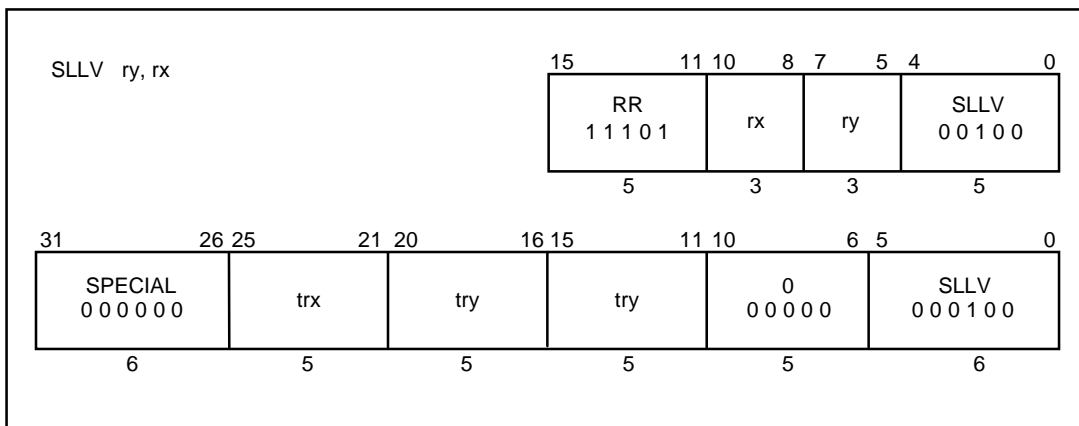 SLLV ry, rx
15 11 10 8 7 5 4 0
RR rx ry SLLV
1 1 1 0 1 0 0 1 0 0
5 3 3 5
31 26 25 21 20 16 15 11 10 6 5 0
SPECIAL trx try try 0 SLLV
0 0 0 0 0 0 0 0 0 0 0 0 0 0 1 0 0
6 5 5 5 5 6